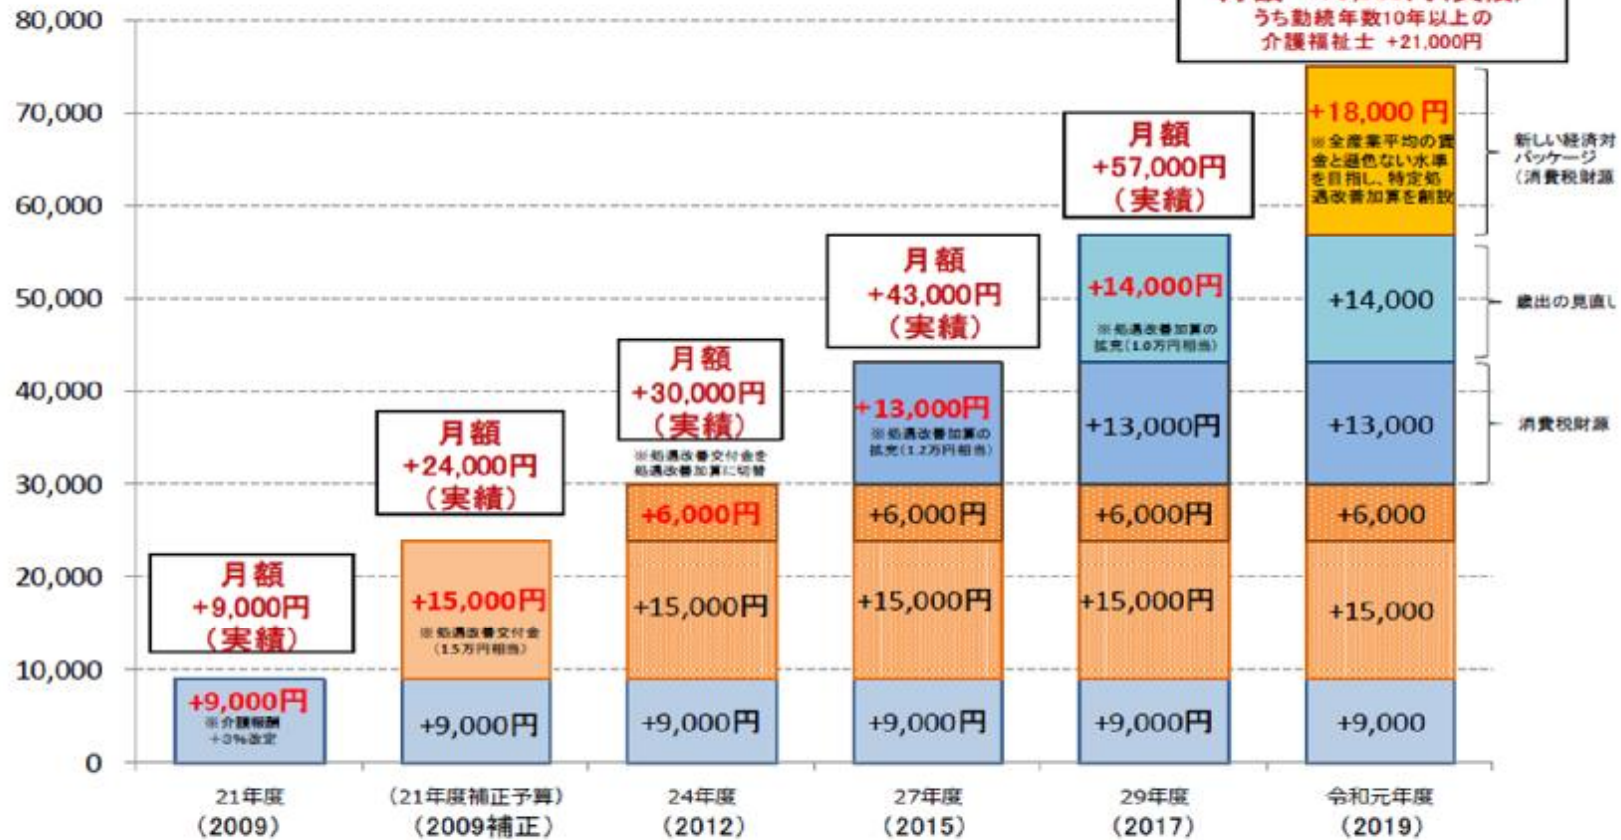 うち勤続年数10年以上の
介護福祉士 +21,000円
80,000
70,000
60,000
50,000
40,000
30,000
20,000
10,000
0
月額
+9,000円
(実績)
+9,000円
※介護報酬
+3%改定
21年度
(2009)
月額
+24,000円
(実績)
+15,000円
※処遇改善交付金
(1.5万円相当)
+9,000円
(21年度補正予算)
(2009補正)
月額
+30,000円
(実績)
※処遇改善交付金を
処遇改善加算に切替
+6,000円
+15,000円
+9,000円
24年度
(2012)
月額
+43,000円
(実績)
+13,000円
※処遇改善加算の
拡充(1.2万円相当)
+6,000円
+15,000円
+9,000円
27年度
(2015)
月額
+57,000円
(実績)
+14,000円
※処遇改善加算の
拡充(1.0万円相当)
+13,000円
+6,000円
+15,000円
+9,000円
29年度
(2017)
+18,000円
※全産業平均の賃
金と遜色ない水準
を目指し、特定処
遇改善加算を創設
+14,000
+13,000
+6,000
+15,000
+9,000
令和元年度
(2019)
新しい経済対
パッケージ
(消費税財源
歳出の見直し
消費税財源